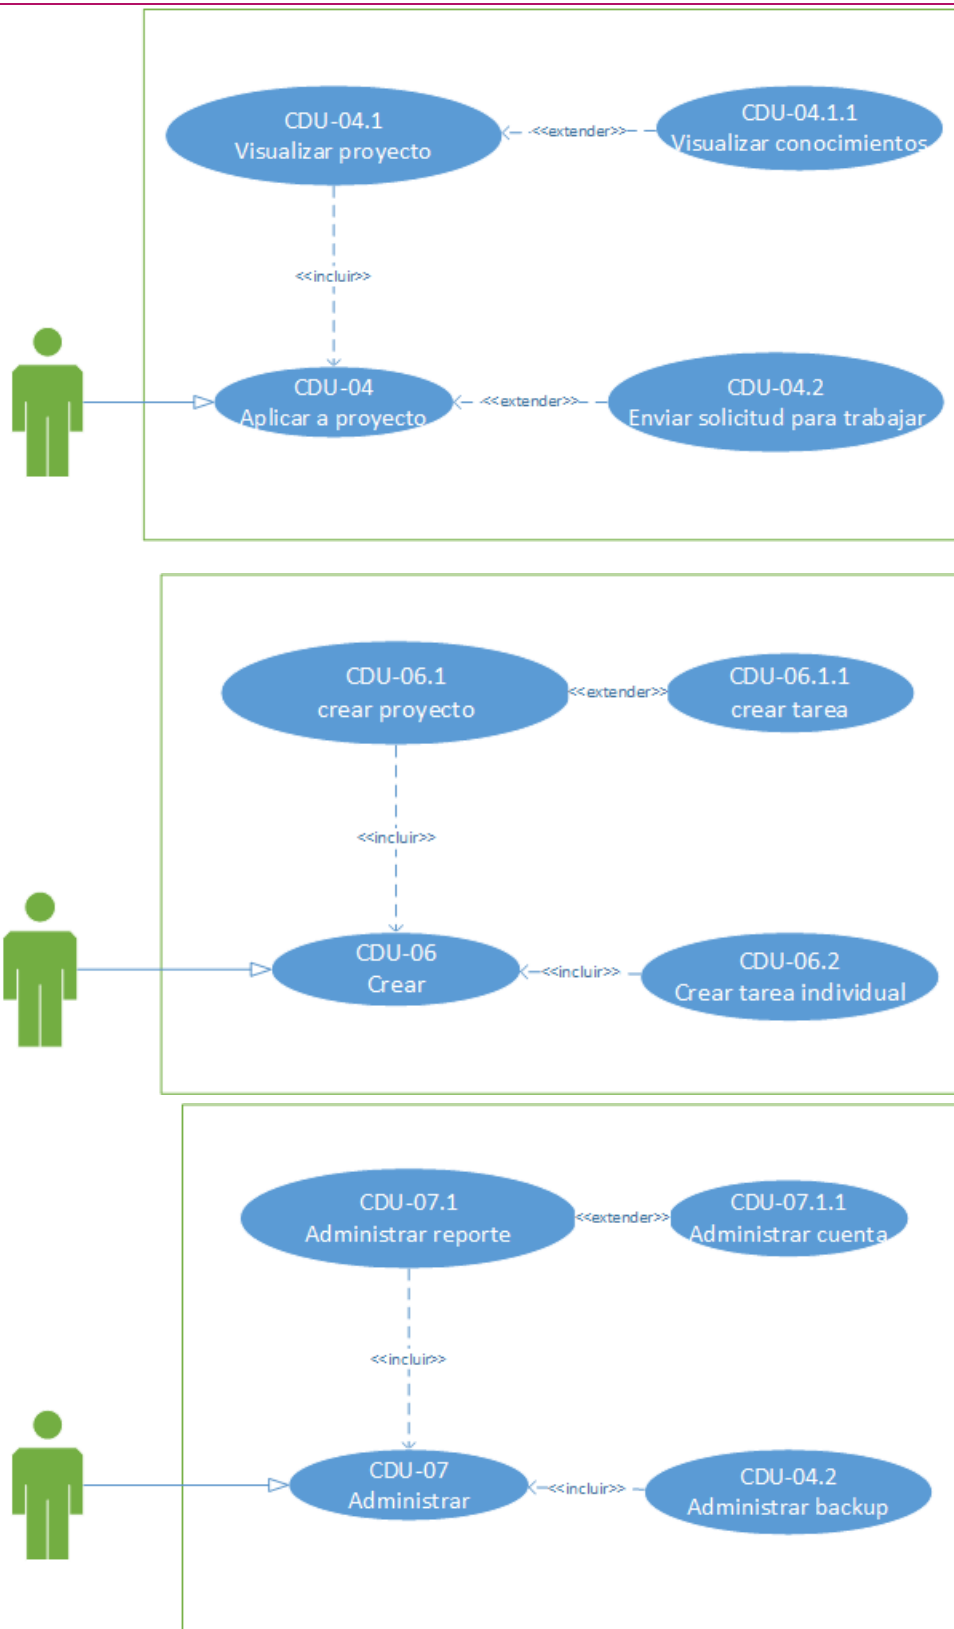 CDU-04.1
Visualizar proyecto
<<extender>>
CDU-04.1.1
Visualizar conocimientos
<<incluir>>
CDU-04
Aplicar a proyecto
<<extender>>
CDU-04.2
Enviar solicitud para trabajar
CDU-06.1
crear proyecto
<<extender>>
CDU-06.1.1
crear tarea
<<incluir>>
CDU-06
Crear
<<incluir>>
CDU-06.2
Crear tarea individual
CDU-07.1
Administrar reporte
<<extender>>
CDU-07.1.1
Administrar cuenta
<<incluir>>
CDU-07
Administrar
<<incluir>>
CDU-04.2
Administrar backup